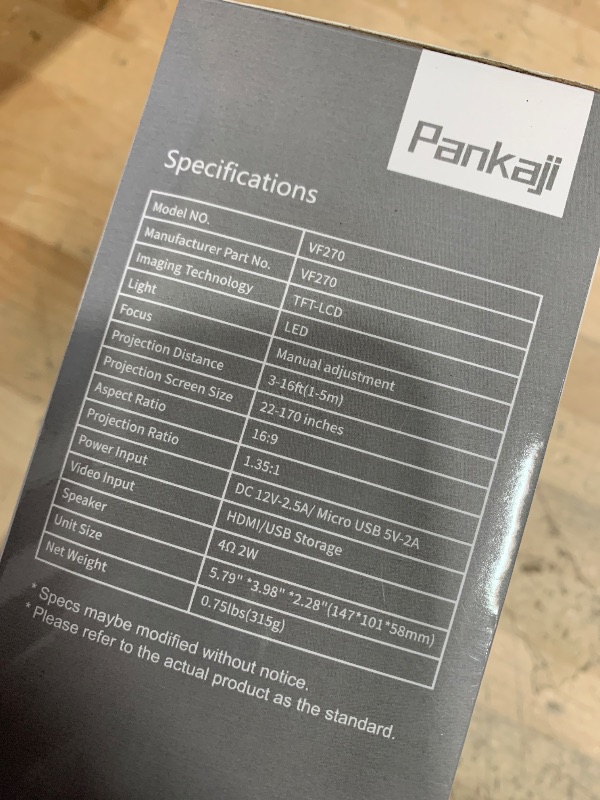 Pankaji
Specifications
Model NO. VF270
Manufacturer Part No. VF270
Imaging Technology TFT-LCD
Light LED
Focus Manual adjustment
Projection Distance 3-16ft(1-5m)
Projection Screen Size 22-170 inches
Aspect Ratio 16:9
Projection Ratio 1.35:1
Power Input DC 12V-2.5A/ Micro USB 5V-2A
Video Input HDMI/USB Storage
Speaker 4Ω 2W
Unit Size 5.79" *3.98" *2.28"(147*101*58mm)
Net Weight 0.75lbs(315g)
* Specs maybe modified without notice.
* Please refer to the actual product as the standard.